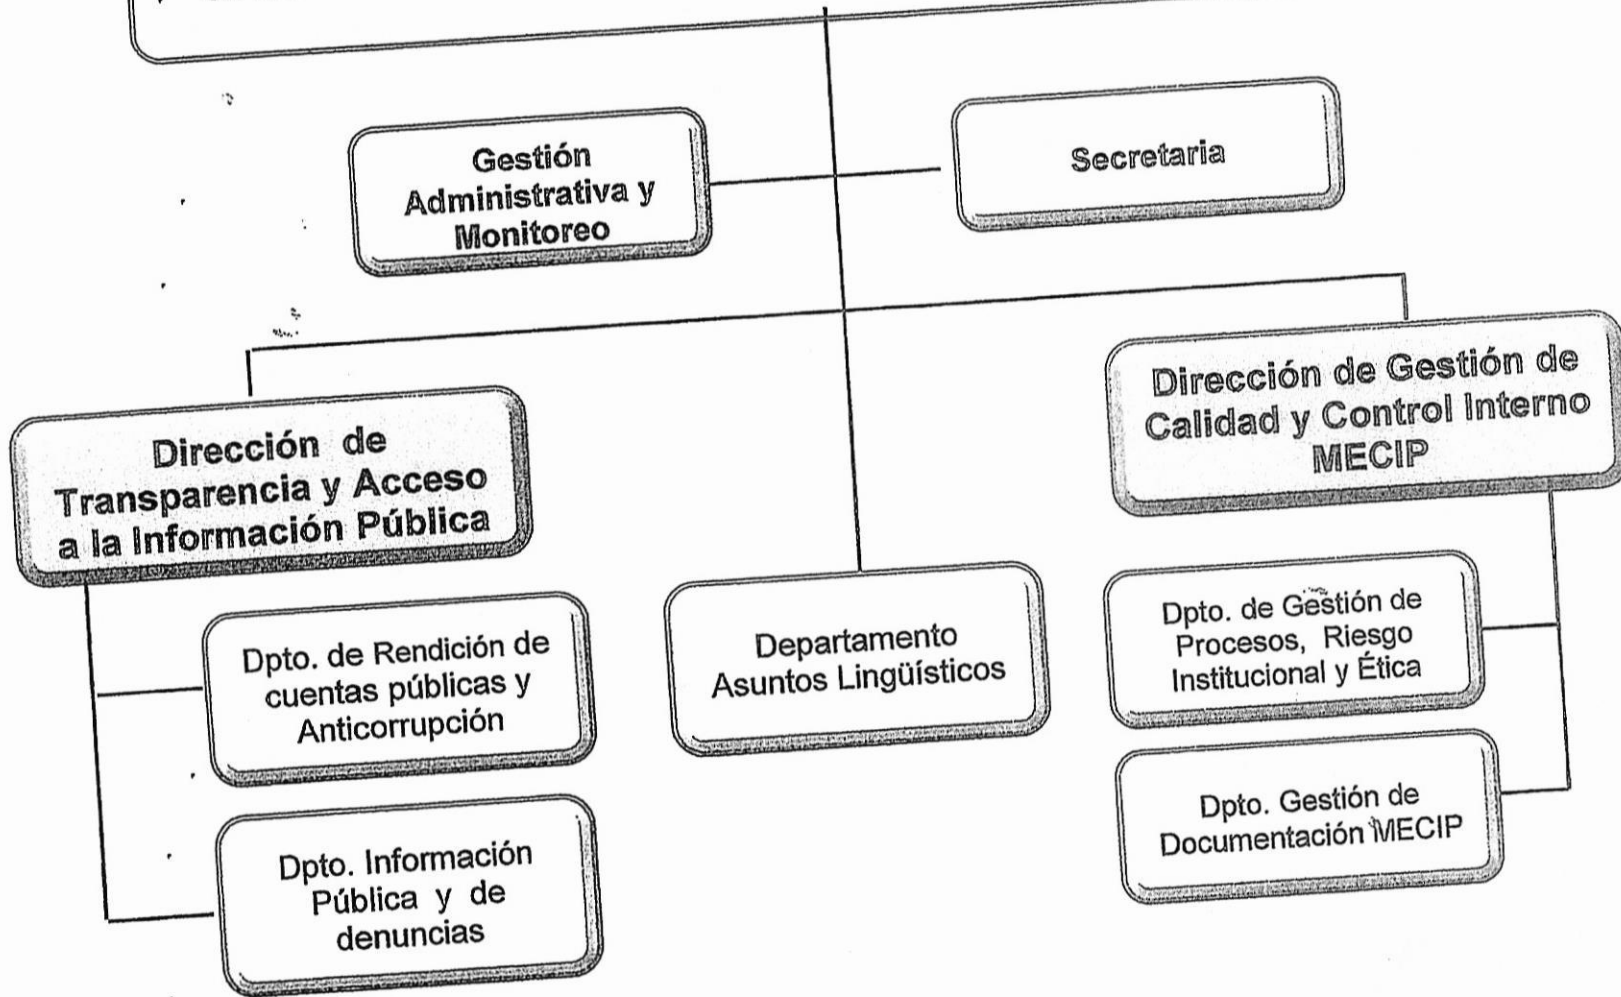 Gestión
Administrativa y
Monitoreo
Secretaria
Dirección de
Transparencia y Acceso
a la Información Pública
Dirección de Gestión de
Calidad y Control Interno
MECIP
Dpto. de Rendición de
cuentas públicas y
Anticorrupción
Dpto. Información
Pública y de
denuncias
Departamento
Asuntos Lingüísticos
Dpto. de Gestión de
Procesos, Riesgo
Institucional y Ética
Dpto. Gestión de
Documentación MECIP